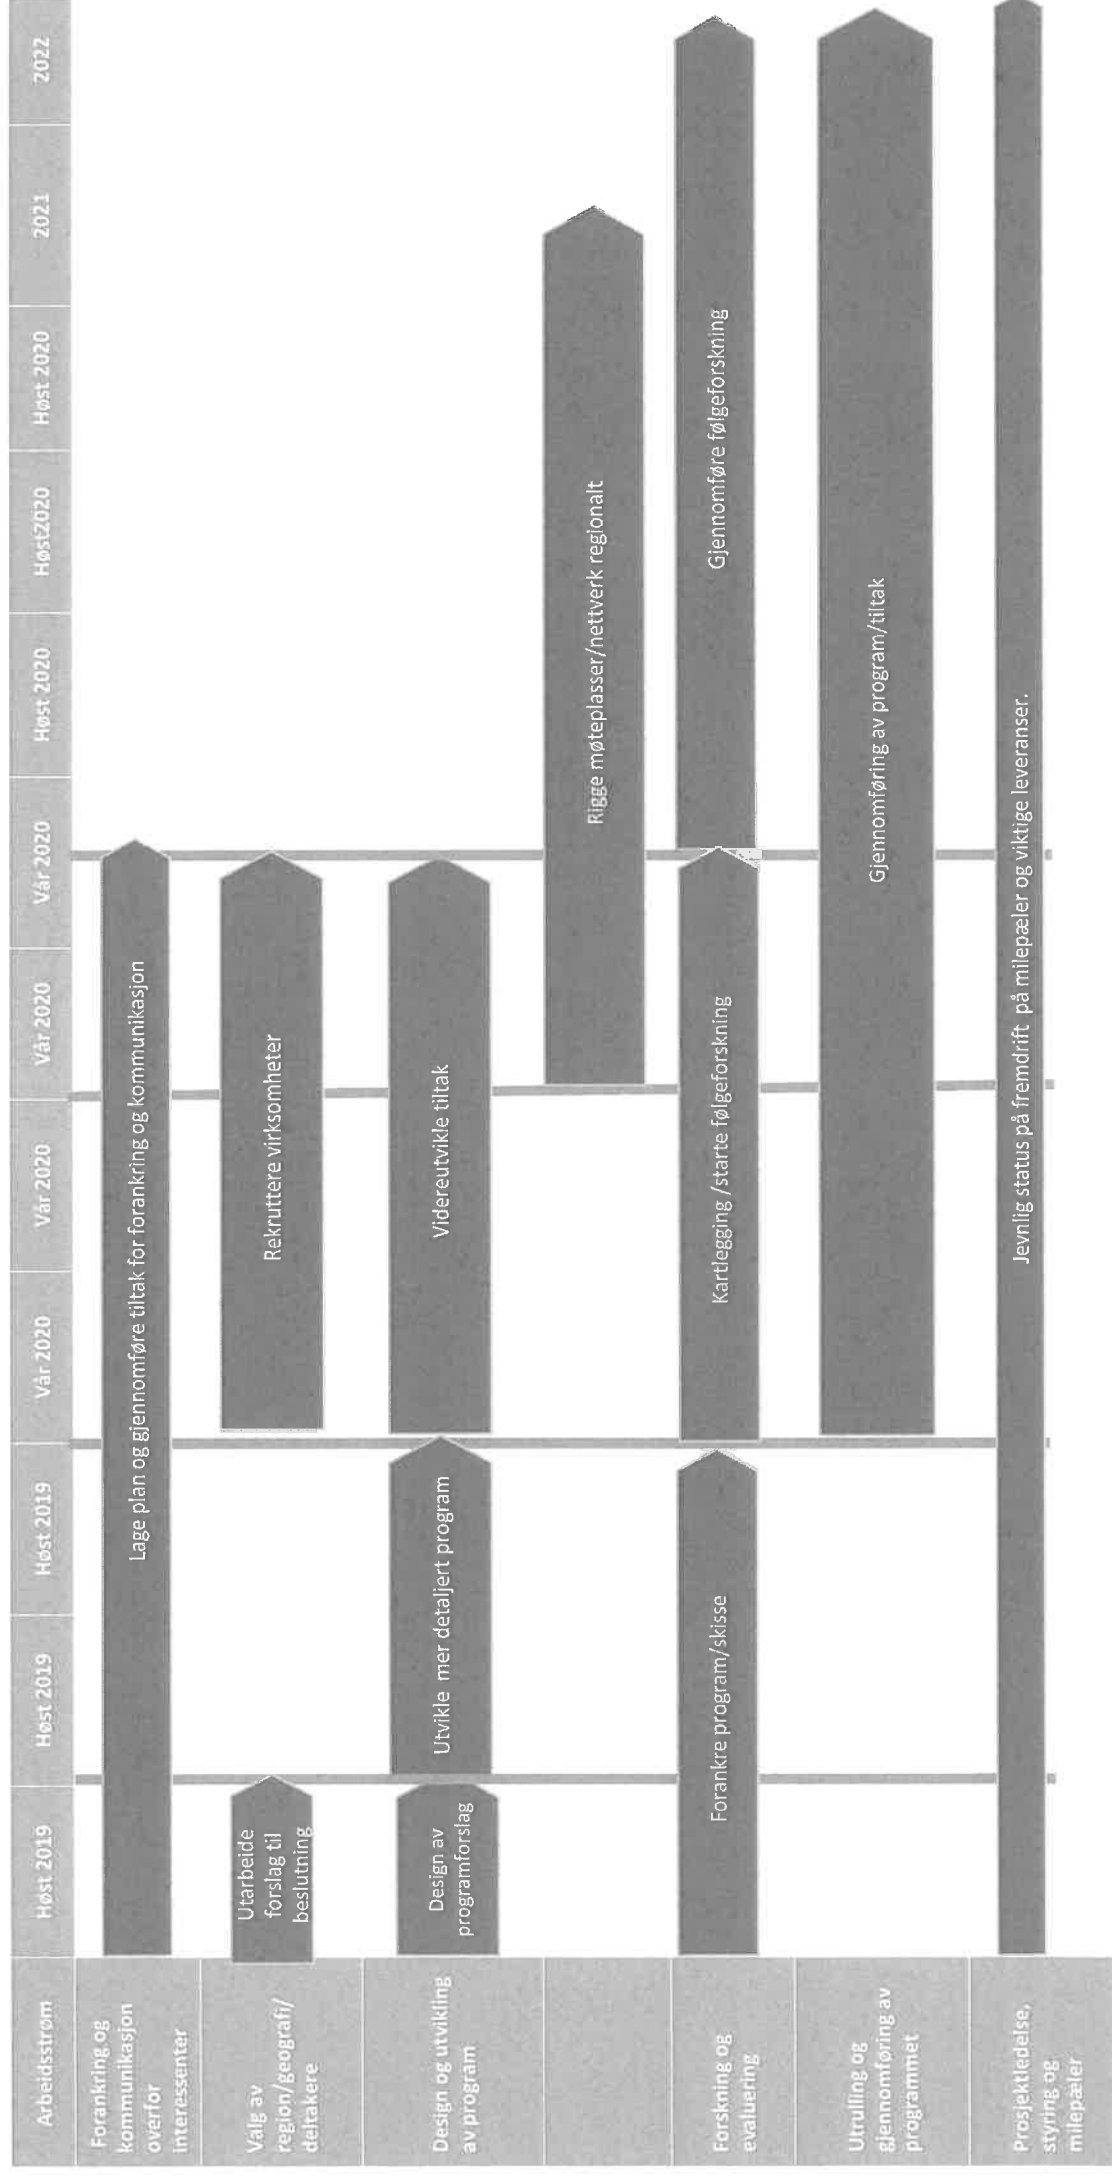 Arbeidsstrøm
Høst 2019
Høst 2019
Høst 2019
Vår 2020
Vår 2020
Vår 2020
Vår 2020
Høst 2020
Høst2020
Høst 2020
2021
2022
Forankring og
kommunikasjon
overfor
interessenter
Lage plan og gjennomføre tiltak for forankring og kommunikasjon
Valg av
region/geografi/
deltakere
Utarbeide
forslag til
beslutning
Rekruttere virksomheter
Design og utvikling
av program
Design av
programforslag
Utvikle mer detaljert program
Videreutvikle tiltak
Rigge møteplasser/nettverk regionalt
Forskning og
evaluering
Forankre program/skisse
Kartlegging /starte følgeforskning
Gjennomføre følgeforskning
Utrulling og
gjennomføring av
programmet
Gjennomføring av program/tiltak
Prosjektledelse,
styring og
milepæler
Jevnlig status på fremdrift på milepæler og viktige leveranser.